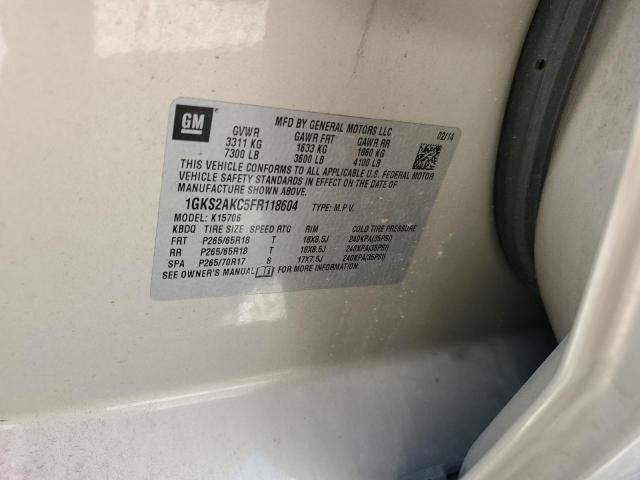 GM
MFD BY GENERAL MOTORS LLC 02/14
GVWR GAWR FRT GAWR RR
3311 KG 1633 KG 1860 KG
7300 LB 3600 LB 4100 LB
THIS VEHICLE CONFORMS TO ALL APPLICABLE U.S. FEDERAL MOTOR
VEHICLE SAFETY STANDARDS IN EFFECT ON THE DATE OF
MANUFACTURE SHOWN ABOVE.
1GKS2AKC5FR118604 TYPE: M.P.V.
MODEL: K15706
KBDQ TIRE SIZE SPEED RTG RIM COLD TIRE PRESSURE
FRT P265/65R18 T 18X8.5J 240KPA(35PSI)
RR P265/65R18 T 18X8.5J 240KPA(35PSI)
SPA P265/70R17 S 17X7.5J 240KPA(35PSI)
SEE OWNER'S MANUAL FOR MORE INFORMATION.